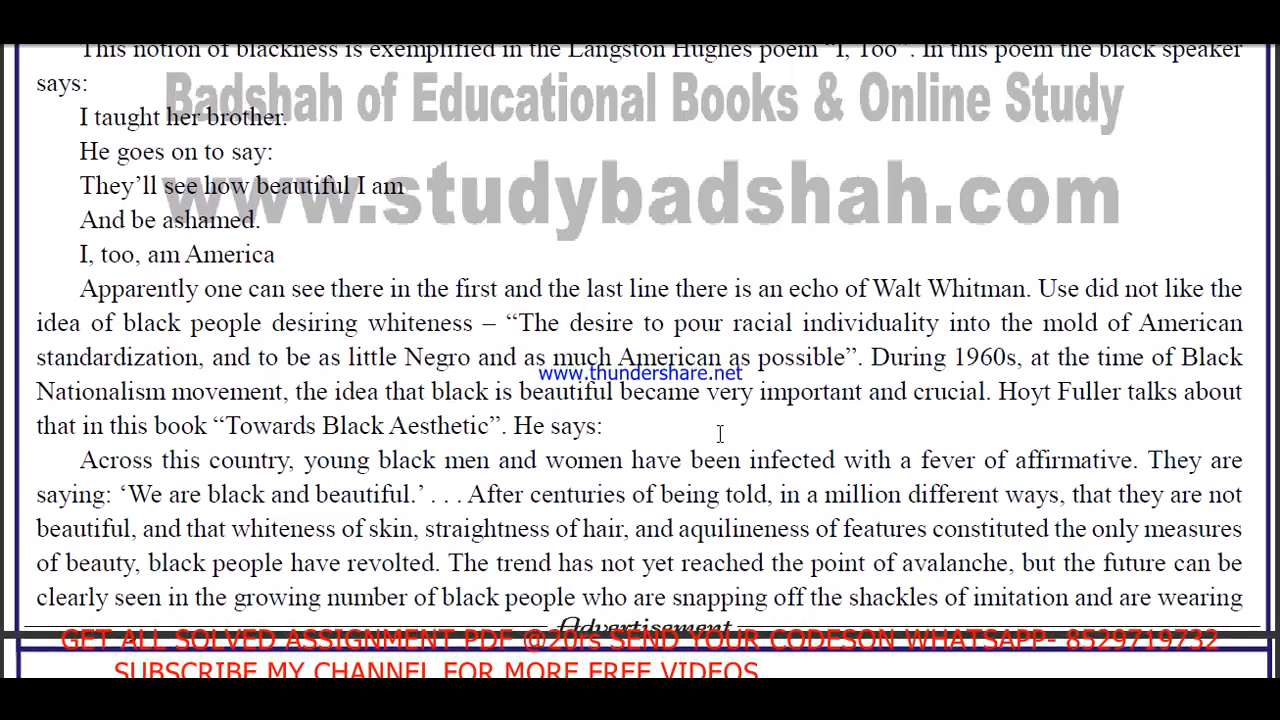 This notion of blackness is exemplified in the Langston Hughes poem “I, Too”. In this poem the black speaker
says:
Badshah of Educational Books & Online Study
I taught her brother.
He goes on to say:
They’ll see how beautiful I am
www.studybadshah.com
And be ashamed.
I, too, am America
Apparently one can see there in the first and the last line there is an echo of Walt Whitman. Use did not like the
idea of black people desiring whiteness – “The desire to pour racial individuality into the mold of American
standardization, and to be as little Negro and as much American as possible”. During 1960s, at the time of Black
www.thundershare.net
Nationalism movement, the idea that black is beautiful became very important and crucial. Hoyt Fuller talks about
that in this book “Towards Black Aesthetic”. He says:
Across this country, young black men and women have been infected with a fever of affirmative. They are
saying: ‘We are black and beautiful.’ . . . After centuries of being told, in a million different ways, that they are not
beautiful, and that whiteness of skin, straightness of hair, and aquilineness of features constituted the only measures
of beauty, black people have revolted. The trend has not yet reached the point of avalanche, but the future can be
clearly seen in the growing number of black people who are snapping off the shackles of imitation and are wearing
Advertisement
GET ALL SOLVED ASSIGNMENT PDF @20rs SEND YOUR CODESON WHATSAPP- 8529719732
SUBSCRIBE MY CHANNEL FOR MORE FREE VIDEOS